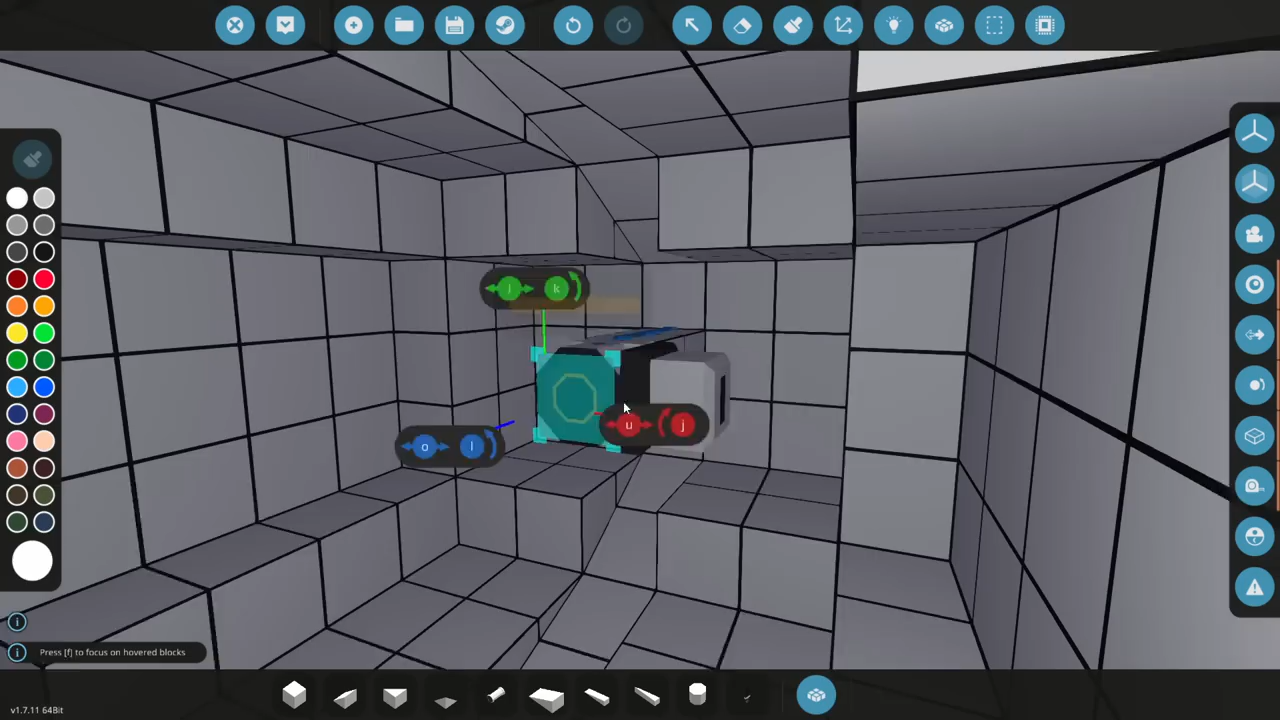 j k
u j
o l
Press [f] to focus on hovered blocks
v1.7.11 64Bit